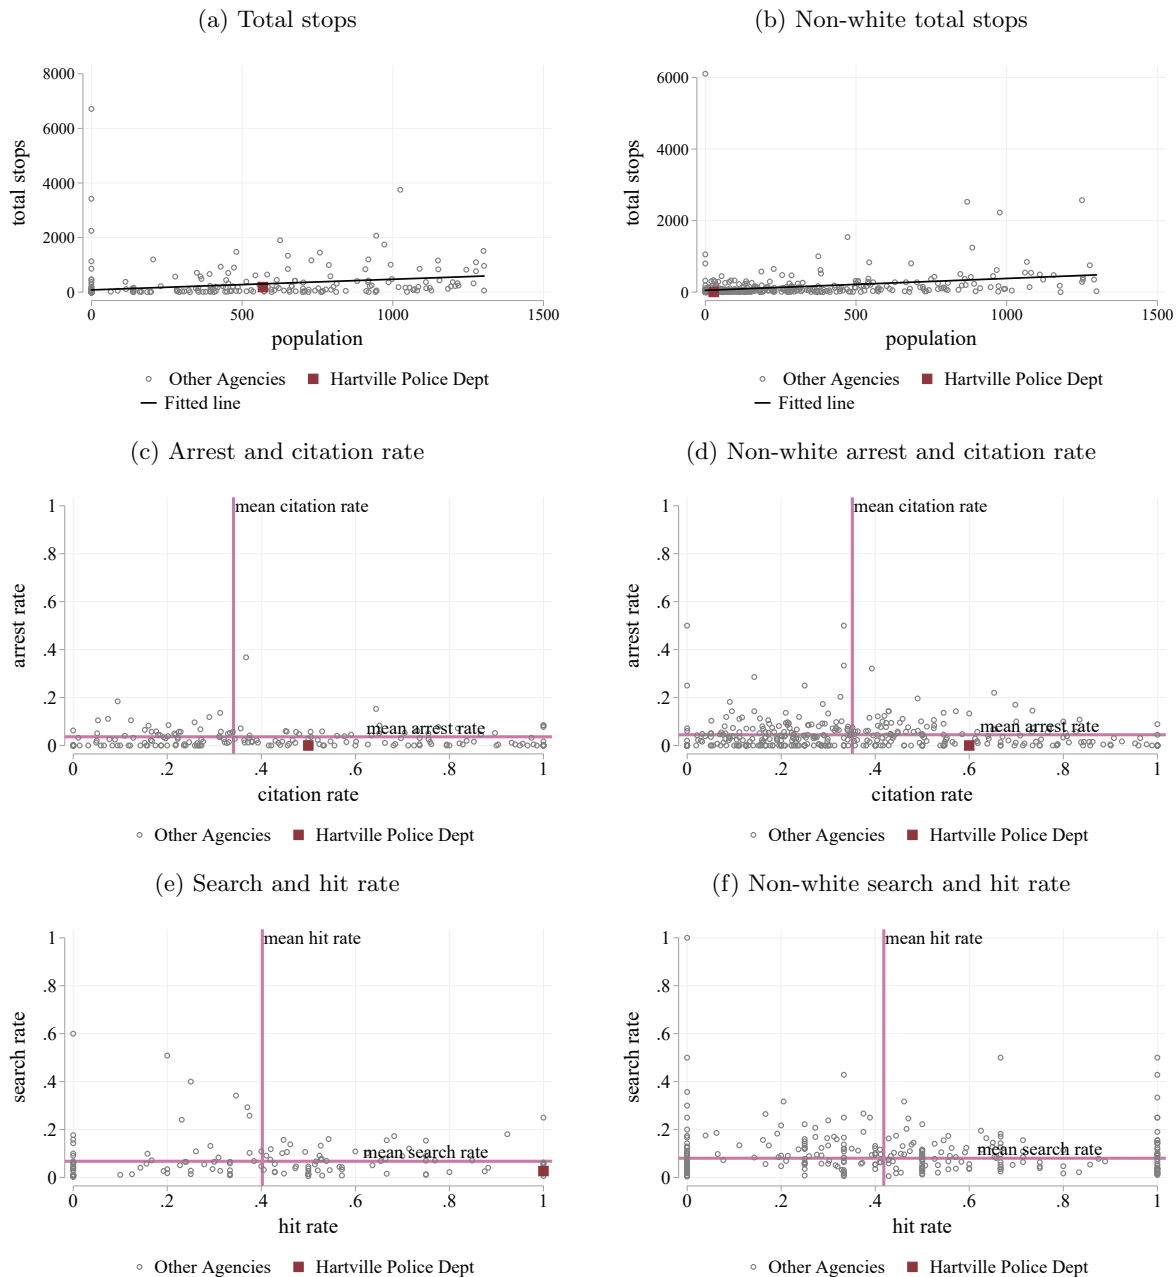 (a) Total stops
(b) Non-white total stops
total stops
8000
6000
4000
2000
0
0 500 1000 1500
population
Other Agencies Hartville Police Dept
Fitted line
total stops
6000
4000
2000
0
0 500 1000 1500
population
Other Agencies Hartville Police Dept
Fitted line
(c) Arrest and citation rate
(d) Non-white arrest and citation rate
arrest rate
1
.8
.6
.4
.2
0
mean citation rate
mean arrest rate
0 .2 .4 .6 .8 1
citation rate
Other Agencies Hartville Police Dept
arrest rate
1
.8
.6
.4
.2
0
mean citation rate
mean arrest rate
0 .2 .4 .6 .8 1
citation rate
Other Agencies Hartville Police Dept
(e) Search and hit rate
(f) Non-white search and hit rate
search rate
1
.8
.6
.4
.2
0
mean hit rate
mean search rate
0 .2 .4 .6 .8 1
hit rate
Other Agencies Hartville Police Dept
search rate
1
.8
.6
.4
.2
0
mean hit rate
mean search rate
0 .2 .4 .6 .8 1
hit rate
Other Agencies Hartville Police Dept